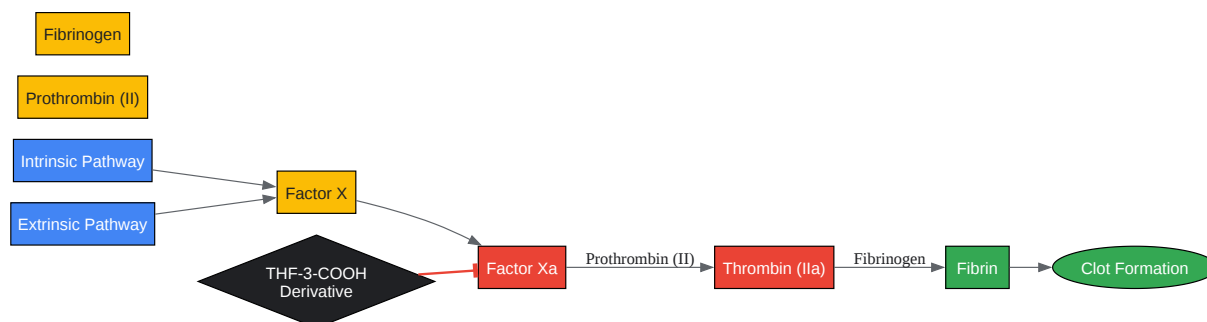 Fibrinogen
Prothrombin (II)
Intrinsic Pathway
Extrinsic Pathway
Factor X
THF-3-COOH
Derivative
Factor Xa
Prothrombin (II)
Thrombin (IIa)
Fibrinogen
Fibrin
Clot Formation